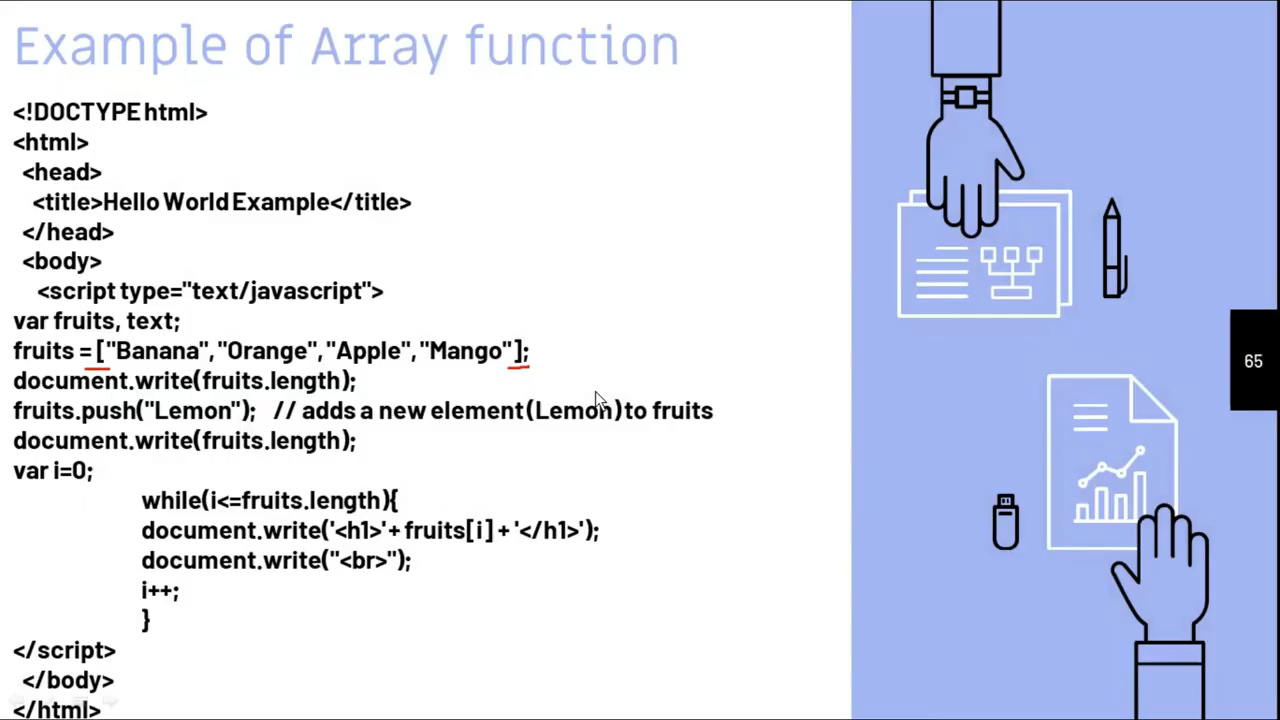 Example of Array function
<!DOCTYPE html>
<html>
<head>
<title>Hello World Example</title>
</head>
<body>
<script type="text/javascript">
var fruits, text;
fruits = ["Banana", "Orange", "Apple", "Mango" ];
document.write(fruits.length);
fruits.push("Lemon");   // adds a new element (Lemon) to fruits
document.write(fruits.length);
var i=0;
while(i<=fruits.length){
document.write('<h1>' + fruits[ i ] + '</h1>');
document.write("<br>");
i++;
}
</script>
</body>
</html>
65